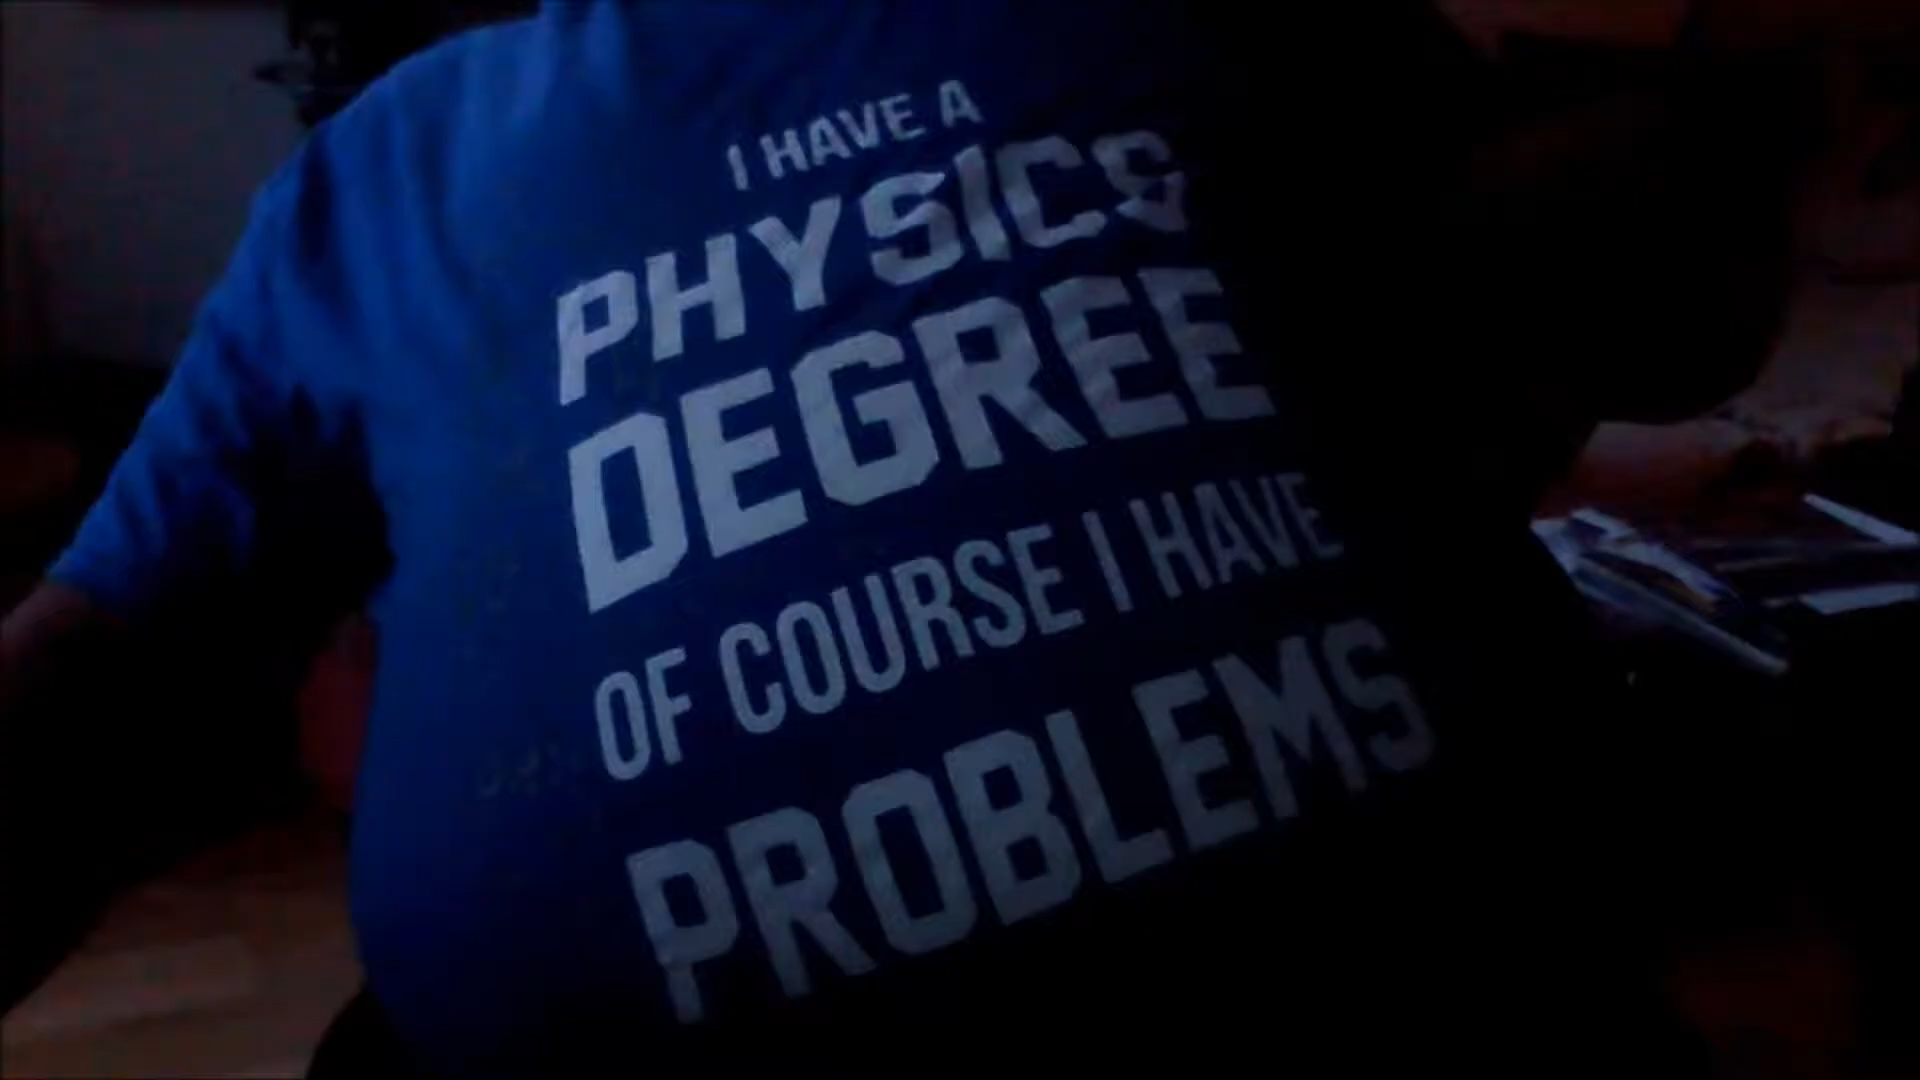 I HAVE A
PHYSICS
DEGREE
OF COURSE I HAVE
PROBLEMS